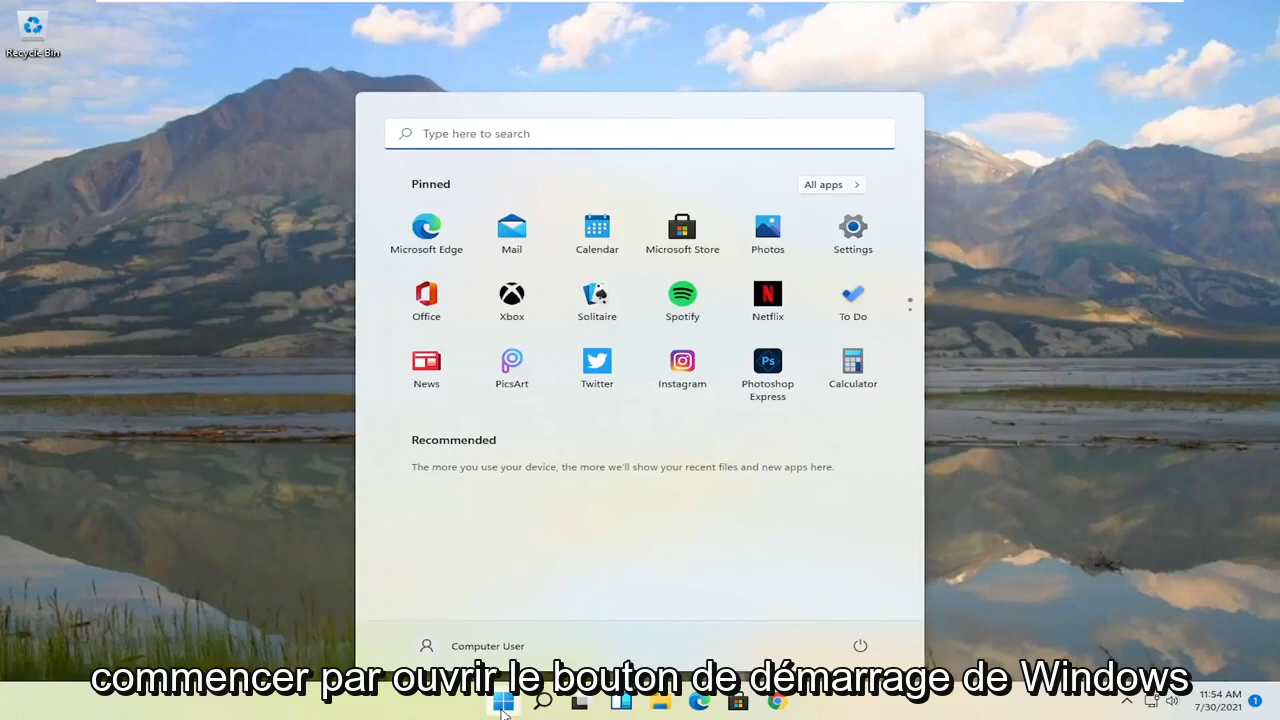 Recycle Bin
Type here to search
Pinned
All apps
Microsoft Edge
Mail
Calendar
Microsoft Store
Photos
Settings
Office
Xbox
Solitaire
Spotify
Netflix
To Do
News
PicsArt
Twitter
Instagram
Ps
Photoshop
Express
Calculator
Recommended
The more you use your device, the more we'll show your recent files and new apps here.
Computer User
commencer par ouvrir le bouton de démarrage de Windows
11:54 AM
7/30/2021
1